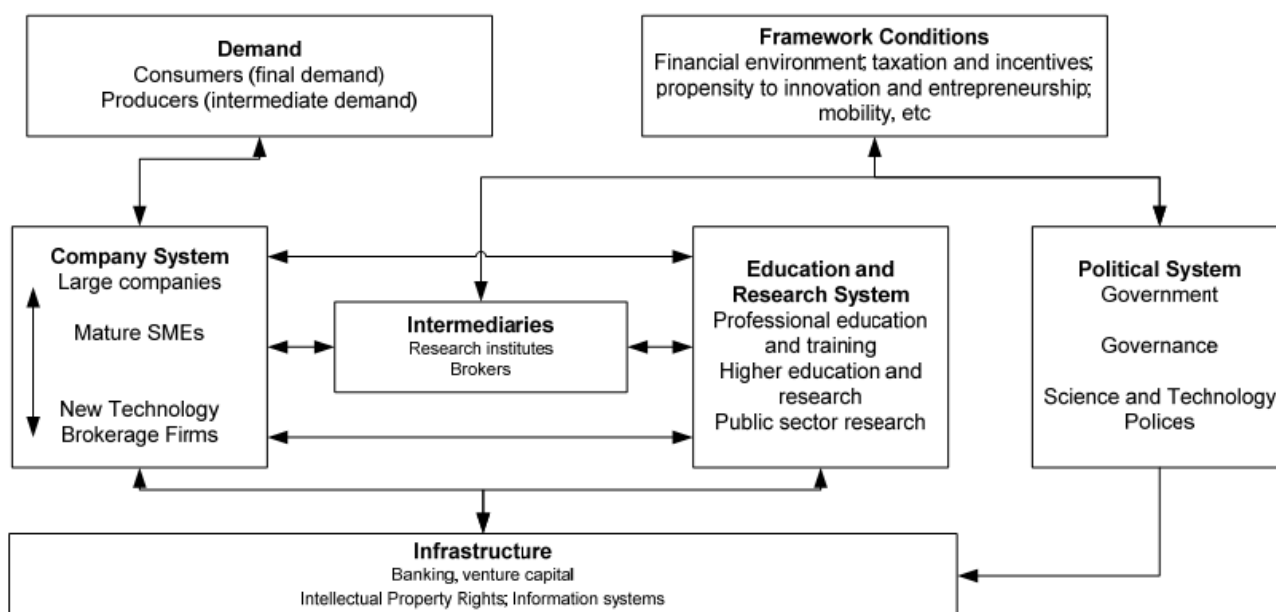 Demand
Consumers (final demand)
Producers (intermediate demand)
Framework Conditions
Financial environment; taxation and incentives;
propensity to innovation and entrepreneurship;
mobility, etc
Company System
Large companies
Mature SMEs
New Technology
Brokerage Firms
Intermediaries
Research institutes
Brokers
Education and
Research System
Professional education
and training
Higher education and
research
Public sector research
Political System
Government
Governance
Science and Technology
Polices
Infrastructure
Banking, venture capital
Intellectual Property Rights; Information systems